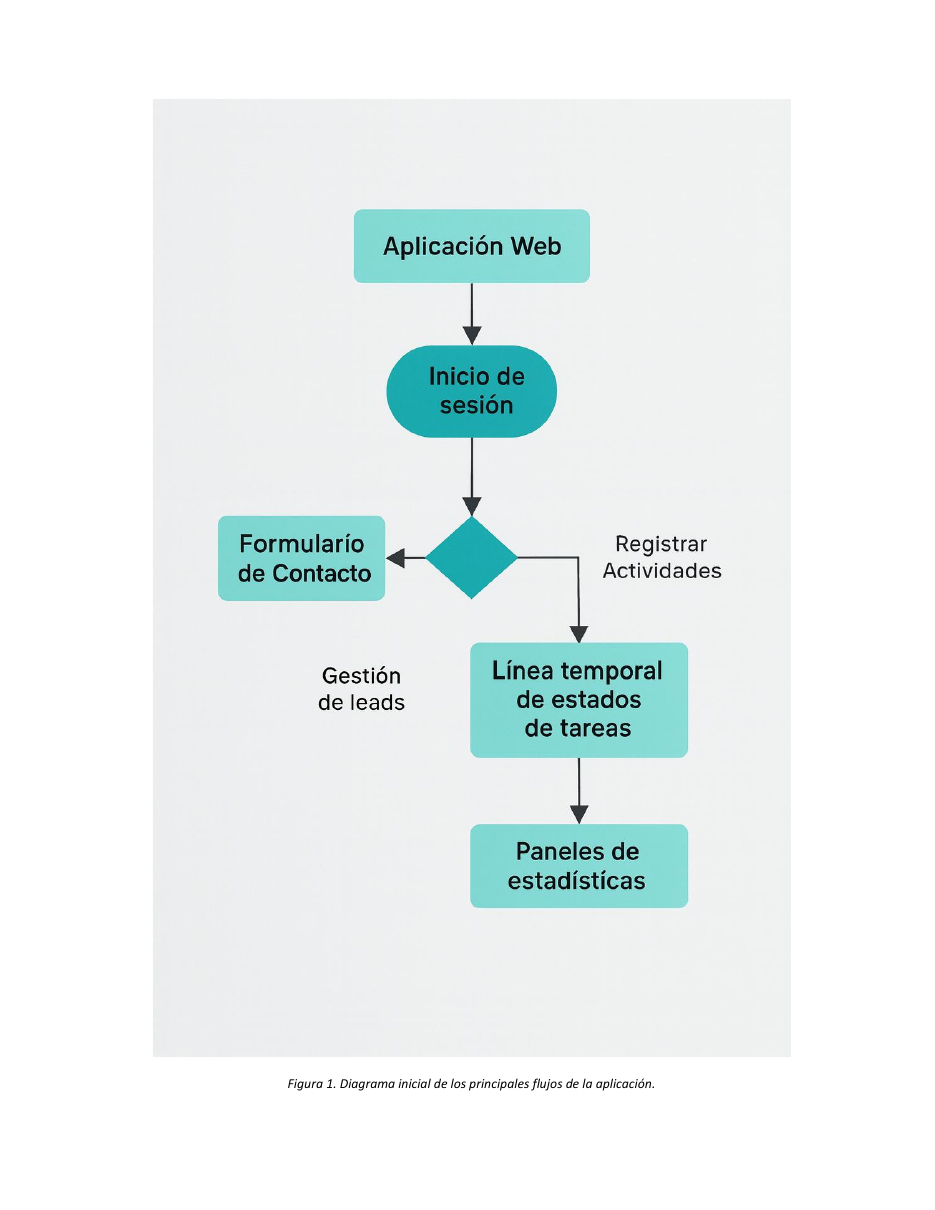 Aplicación Web
Inicio de
sesión
Formularío
de Contacto
Registrar
Actividades
Gestión
de leads
Línea temporal
de estados
de tareas
Paneles de
estadístícas
Figura 1. Diagrama inicial de los principales flujos de la aplicación.